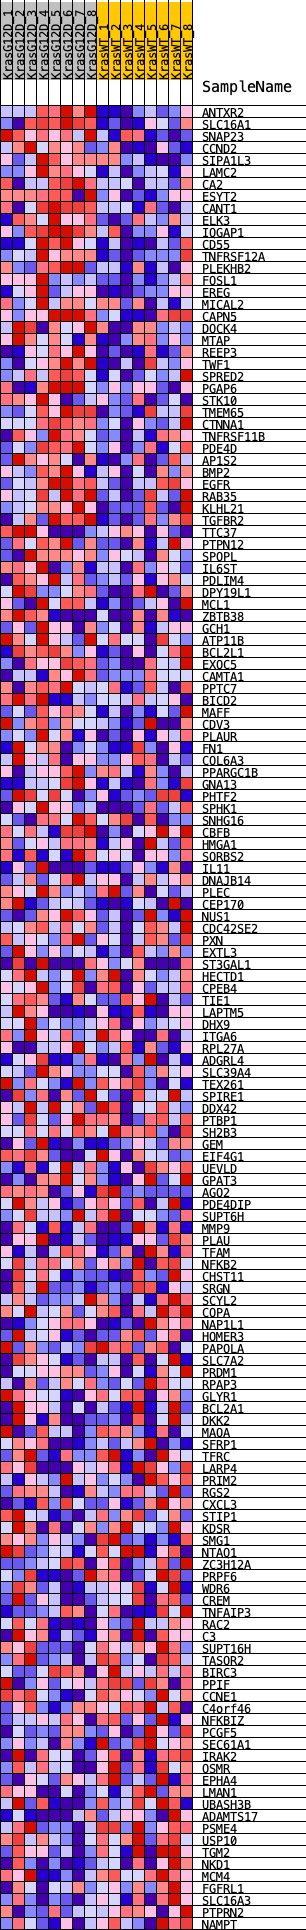 KrasG12D_1
KrasG12D_2
KrasG12D_3
KrasG12D_4
KrasG12D_5
KrasG12D_6
KrasG12D_7
KrasG12D_8
KrasWT_1
KrasWT_2
KrasWT_3
KrasWT_4
KrasWT_5
KrasWT_6
KrasWT_7
KrasWT_8
SampleName
ANTXR2
SLC16A1
SNAP23
CCND2
SIPA1L3
LAMC2
CA2
ESYT2
CANT1
ELK3
IQGAP1
CD55
TNFRSF12A
PLEKHB2
FOSL1
EREG
MICAL2
CAPN5
DOCK4
MTAP
REEP3
TWF1
SPRED2
PGAP6
STK10
TMEM65
CTNNA1
TNFRSF11B
PDE4D
AP1S2
BMP2
EGFR
RAB35
KLHL21
TGFBR2
TTC37
PTPN12
SPOPL
IL6ST
PDLIM4
DPY19L1
MCL1
ZBTB38
GCH1
ATP11B
BCL2L1
EXOC5
CAMTA1
PPTC7
BICD2
MAFF
CDV3
PLAUR
FN1
COL6A3
PPARGC1B
GNA13
PHTF2
SPHK1
SNHG16
CBFB
HMGA1
SORBS2
IL11
DNAJB14
PLEC
CEP170
NUS1
CDC42SE2
PXN
EXTL3
ST3GAL1
HECTD1
CPEB4
TIE1
LAPTM5
DHX9
ITGA6
RPL27A
ADGRL4
SLC39A4
TEX261
SPIRE1
DDX42
PTBP1
SH2B3
GEM
EIF4G1
UEVLD
GPAT3
AGO2
PDE4DIP
SUPT6H
MMP9
PLAU
TFAM
NFKB2
CHST11
SRGN
SCYL2
COPA
NAP1L1
HOMER3
PAPOLA
SLC7A2
PRDM1
RPAP3
GLYR1
BCL2A1
DKK2
MAOA
SFRP1
TFRC
LARP4
PRIM2
RGS2
CXCL3
STIP1
KDSR
SMG1
NTAQ1
ZC3H12A
PRPF6
WDR6
CREM
TNFAIP3
RAC2
C3
SUPT16H
TASOR2
BIRC3
PPIF
CCNE1
C4orf46
NFKBIZ
PCGF5
SEC61A1
IRAK2
OSMR
EPHA4
LMAN1
UBASH3B
ADAMTS17
PSME4
USP10
TGM2
NKD1
MCM4
FGFRL1
SLC16A3
PTPRN2
NAMPT